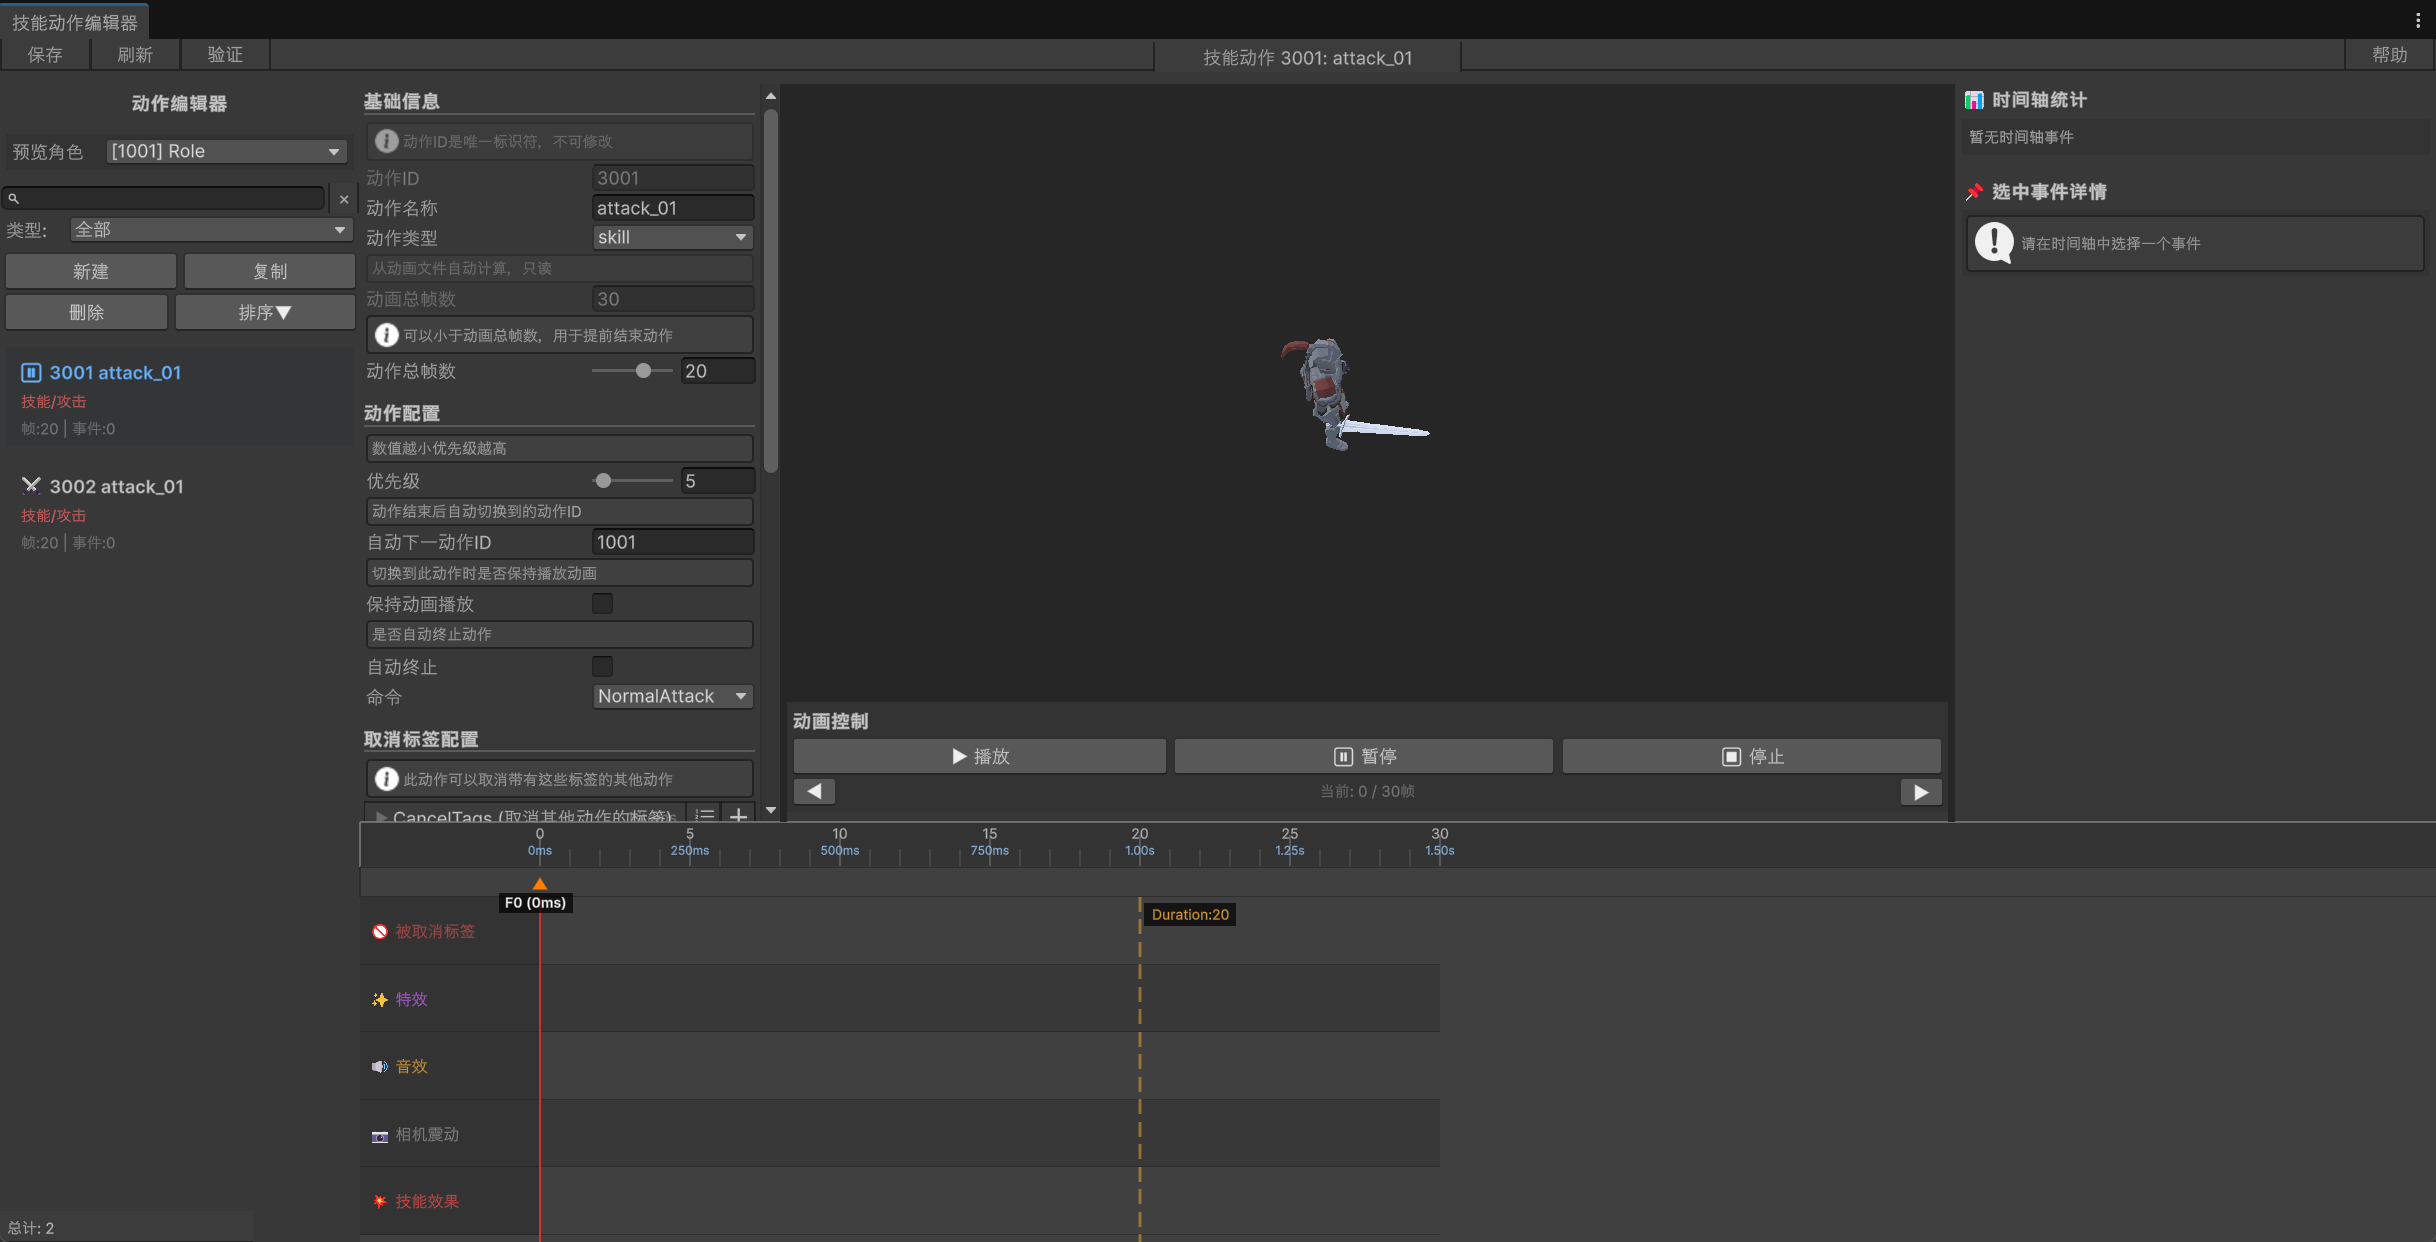 技能动作编辑器
保存 刷新 验证 技能动作 3001: attack_01 帮助
动作编辑器
预览角色 [1001] Role
类型: 全部
新建 复制
删除 排序▼
3001 attack_01
技能/攻击
帧:20 | 事件:0
3002 attack_01
技能/攻击
帧:20 | 事件:0
总计: 2
基础信息
动作ID是唯一标识符，不可修改
动作ID 3001
动作名称 attack_01
动作类型 skill
从动画文件自动计算，只读
动画总帧数 30
可以小于动画总帧数，用于提前结束动作
动作总帧数 20
动作配置
数值越小优先级越高
优先级 5
动作结束后自动切换到的动作ID
自动下一动作ID 1001
切换到此动作时是否保持播放动画
保持动画播放
是否自动终止动作
自动终止
命令 NormalAttack
取消标签配置
此动作可以取消带有这些标签的其他动作
CancelTags (取消其他动作的标签)
动画控制
▶ 播放 暂停 停止
◀ 当前: 0 / 30帧 ▶
时间轴统计
暂无时间轴事件
选中事件详情
请在时间轴中选择一个事件
0 5 10 15 20 25 30
0ms 250ms 500ms 750ms 1.00s 1.25s 1.50s
F0 (0ms)
Duration:20
被取消标签
特效
音效
相机震动
技能效果